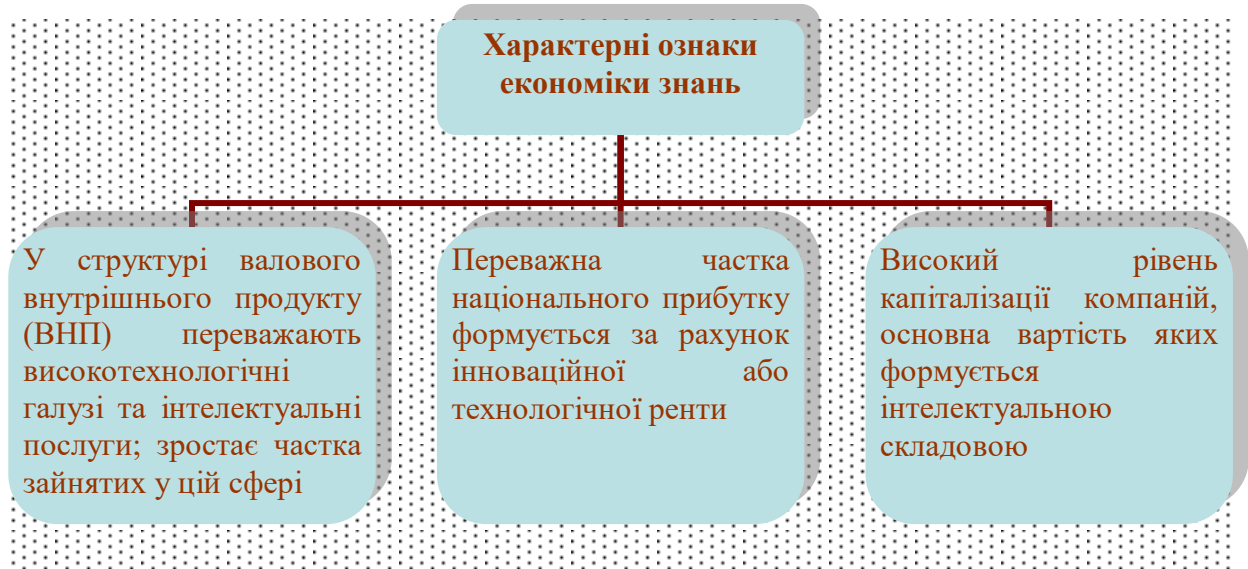 Характерні ознаки
економіки знань
У структурі валового
внутрішнього продукту
(ВНП) переважають
високотехнологічні
галузі та інтелектуальні
послуги; зростає частка
зайнятих у цій сфері
Переважна частка
національного прибутку
формується за рахунок
інноваційної або
технологічної ренти
Високий рівень
капіталізації компаній,
основна вартість яких
формується
інтелектуальною
складовою